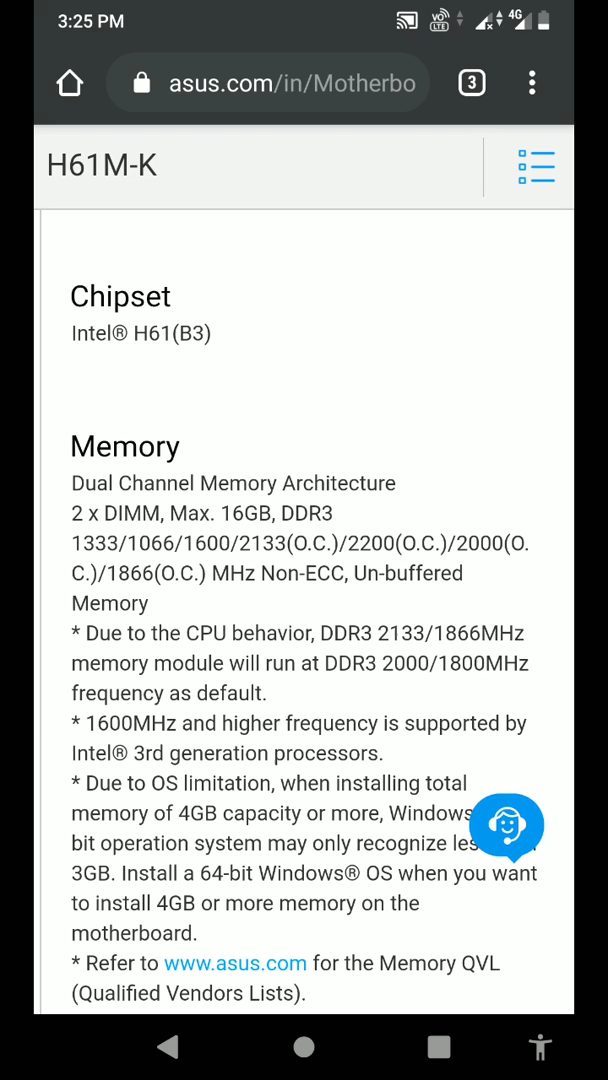 3:25 PM
VO LTE
4G
asus.com/in/Motherbo
3
H61M-K
Chipset
Intel® H61(B3)
Memory
Dual Channel Memory Architecture
2 x DIMM, Max. 16GB, DDR3
1333/1066/1600/2133(O.C.)/2200(O.C.)/2000(O.
C.)/1866(O.C.) MHz Non-ECC, Un-buffered
Memory
* Due to the CPU behavior, DDR3 2133/1866MHz
memory module will run at DDR3 2000/1800MHz
frequency as default.
* 1600MHz and higher frequency is supported by
Intel® 3rd generation processors.
* Due to OS limitation, when installing total
memory of 4GB capacity or more, Windows
bit operation system may only recognize les
3GB. Install a 64-bit Windows® OS when you want
to install 4GB or more memory on the
motherboard.
* Refer to www.asus.com for the Memory QVL
(Qualified Vendors Lists).